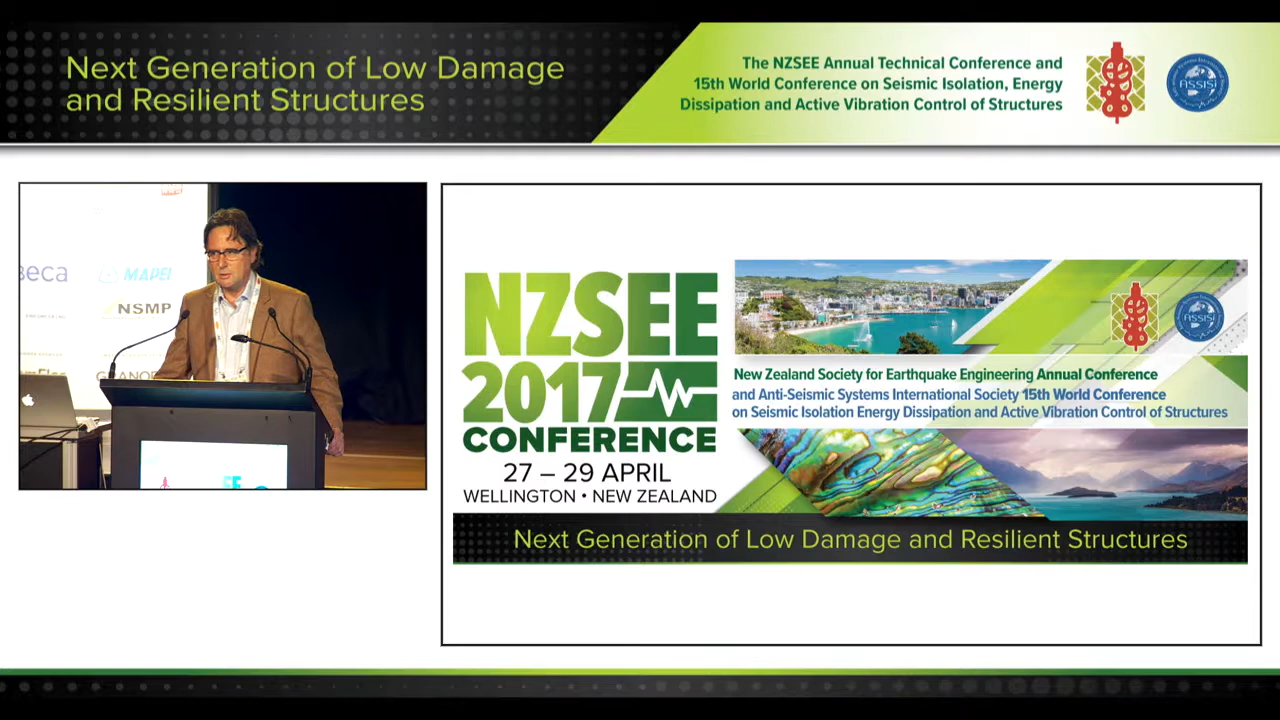 Next Generation of Low Damage
and Resilient Structures
The NZSEE Annual Technical Conference and
15th World Conference on Seismic Isolation, Energy
Dissipation and Active Vibration Control of Structures
ASSISi
Beca
MAPEI
NSMP
NZSEE
2017
CONFERENCE
27 – 29 APRIL
WELLINGTON • NEW ZEALAND
ASSISi
New Zealand Society for Earthquake Engineering Annual Conference
and Anti-Seismic Systems International Society 15th World Conference
on Seismic Isolation Energy Dissipation and Active Vibration Control of Structures
Next Generation of Low Damage and Resilient Structures